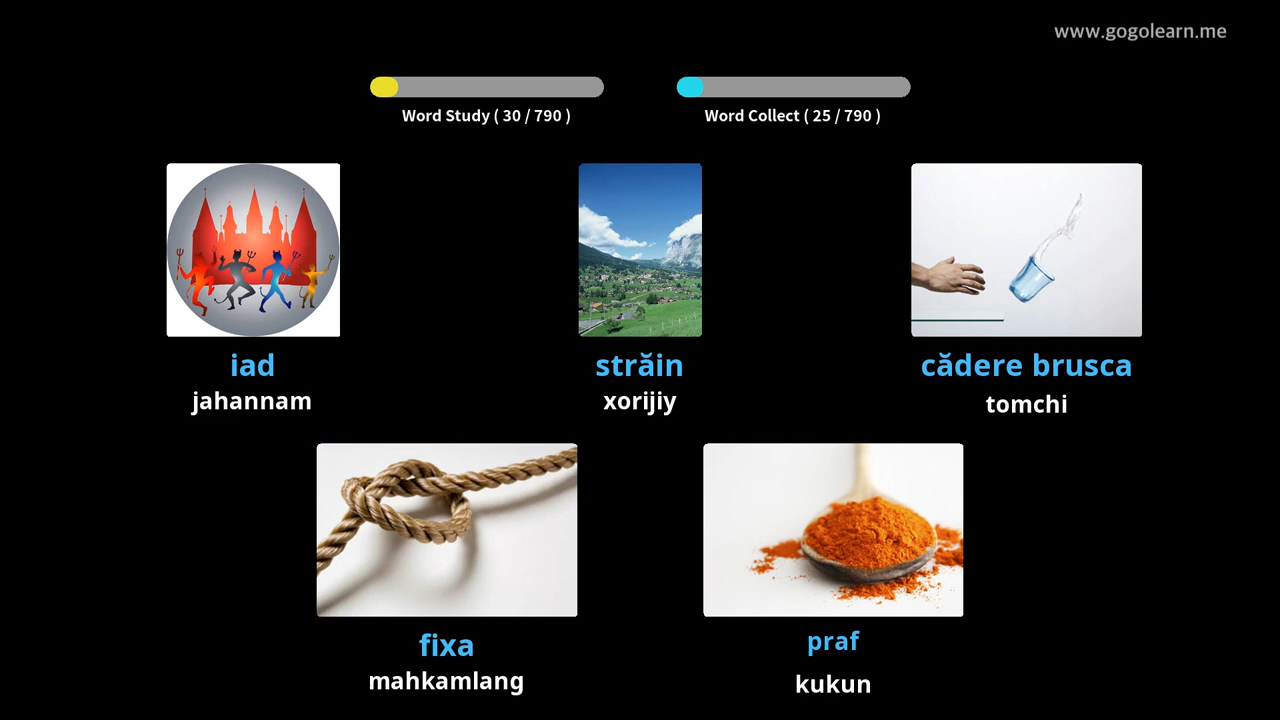 www.gogolearn.me
Word Study ( 30 / 790 )
Word Collect ( 25 / 790 )
iad
jahannam
străin
xorijiy
cădere brusca
tomchi
fixa
mahkamlang
praf
kukun